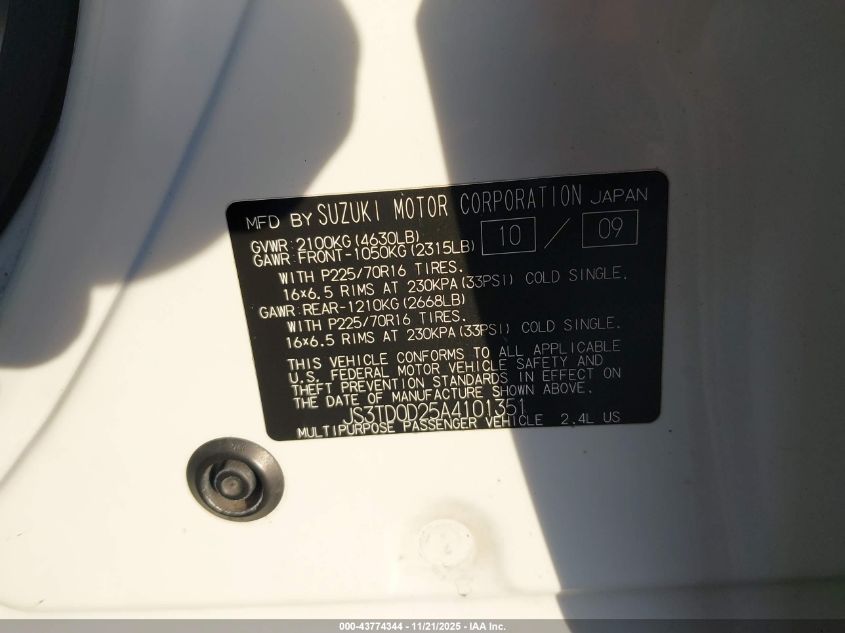 MFD BY SUZUKI MOTOR CORPORATION JAPAN
GVWR: 2100KG (4630LB) 10 / 09
GAWR: FRONT-1050KG (2315LB)
WITH P225/70R16 TIRES.
16×6.5 RIMS AT 230KPA (33PSI) COLD SINGLE.
GAWR: REAR-1210KG (2668LB)
WITH P225/70R16 TIRES.
16×6.5 RIMS AT 230KPA (33PSI) COLD SINGLE.
THIS VEHICLE CONFORMS TO ALL APPLICABLE
U.S. FEDERAL MOTOR VEHICLE SAFETY AND
THEFT PREVENTION STANDARDS IN EFFECT ON
THE DATE OF MANUFACTURE SHOWN ABOVE.
JS3TD0D25A4101351
MULTIPURPOSE PASSENGER VEHICLE 2.4L US
000-43774344 — 11/21/2025 — IAA Inc.